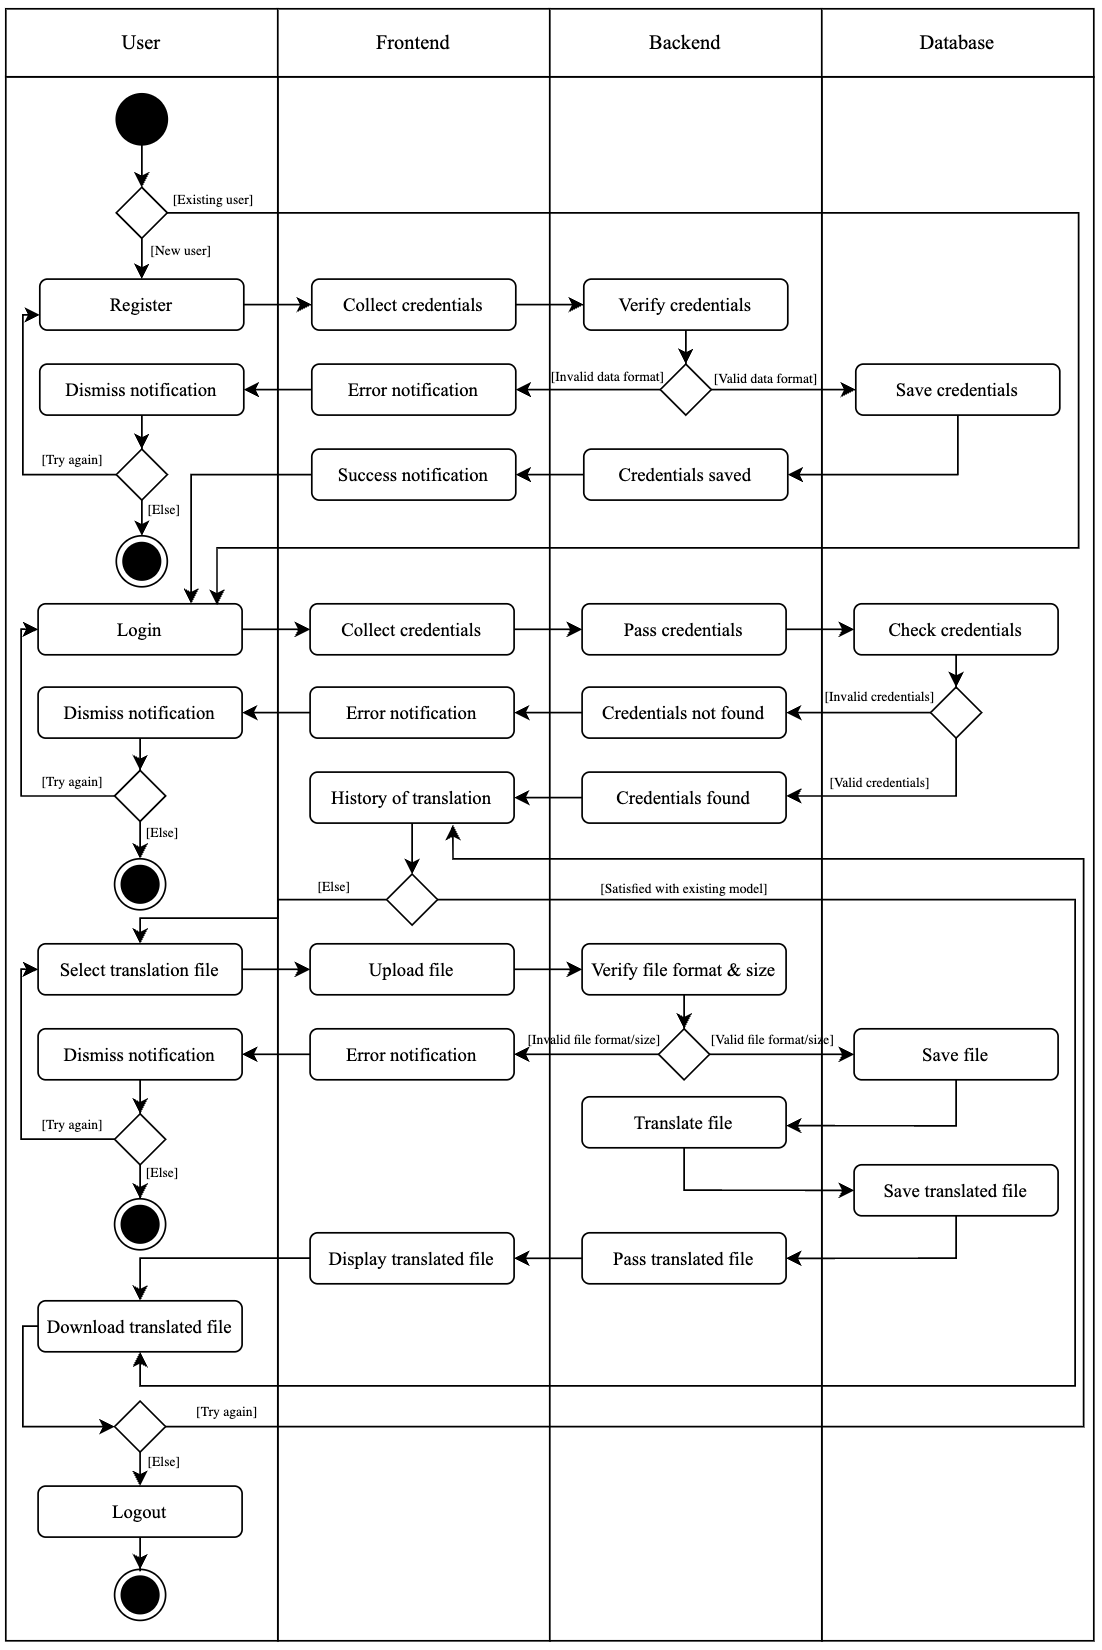 User
Frontend
Backend
Database
[Existing user]
[New user]
Register
Collect credentials
Verify credentials
[Invalid data format]
[Valid data format]
Dismiss notification
Error notification
Save credentials
[Try again]
Success notification
Credentials saved
[Else]
Login
Collect credentials
Pass credentials
Check credentials
[Invalid credentials]
Dismiss notification
Error notification
Credentials not found
[Try again]
[Valid credentials]
History of translation
Credentials found
[Else]
[Else]
[Satisfied with existing model]
Select translation file
Upload file
Verify file format & size
[Invalid file format/size]
[Valid file format/size]
Dismiss notification
Error notification
Save file
[Try again]
Translate file
[Else]
Save translated file
Display translated file
Pass translated file
Download translated file
[Try again]
[Else]
Logout